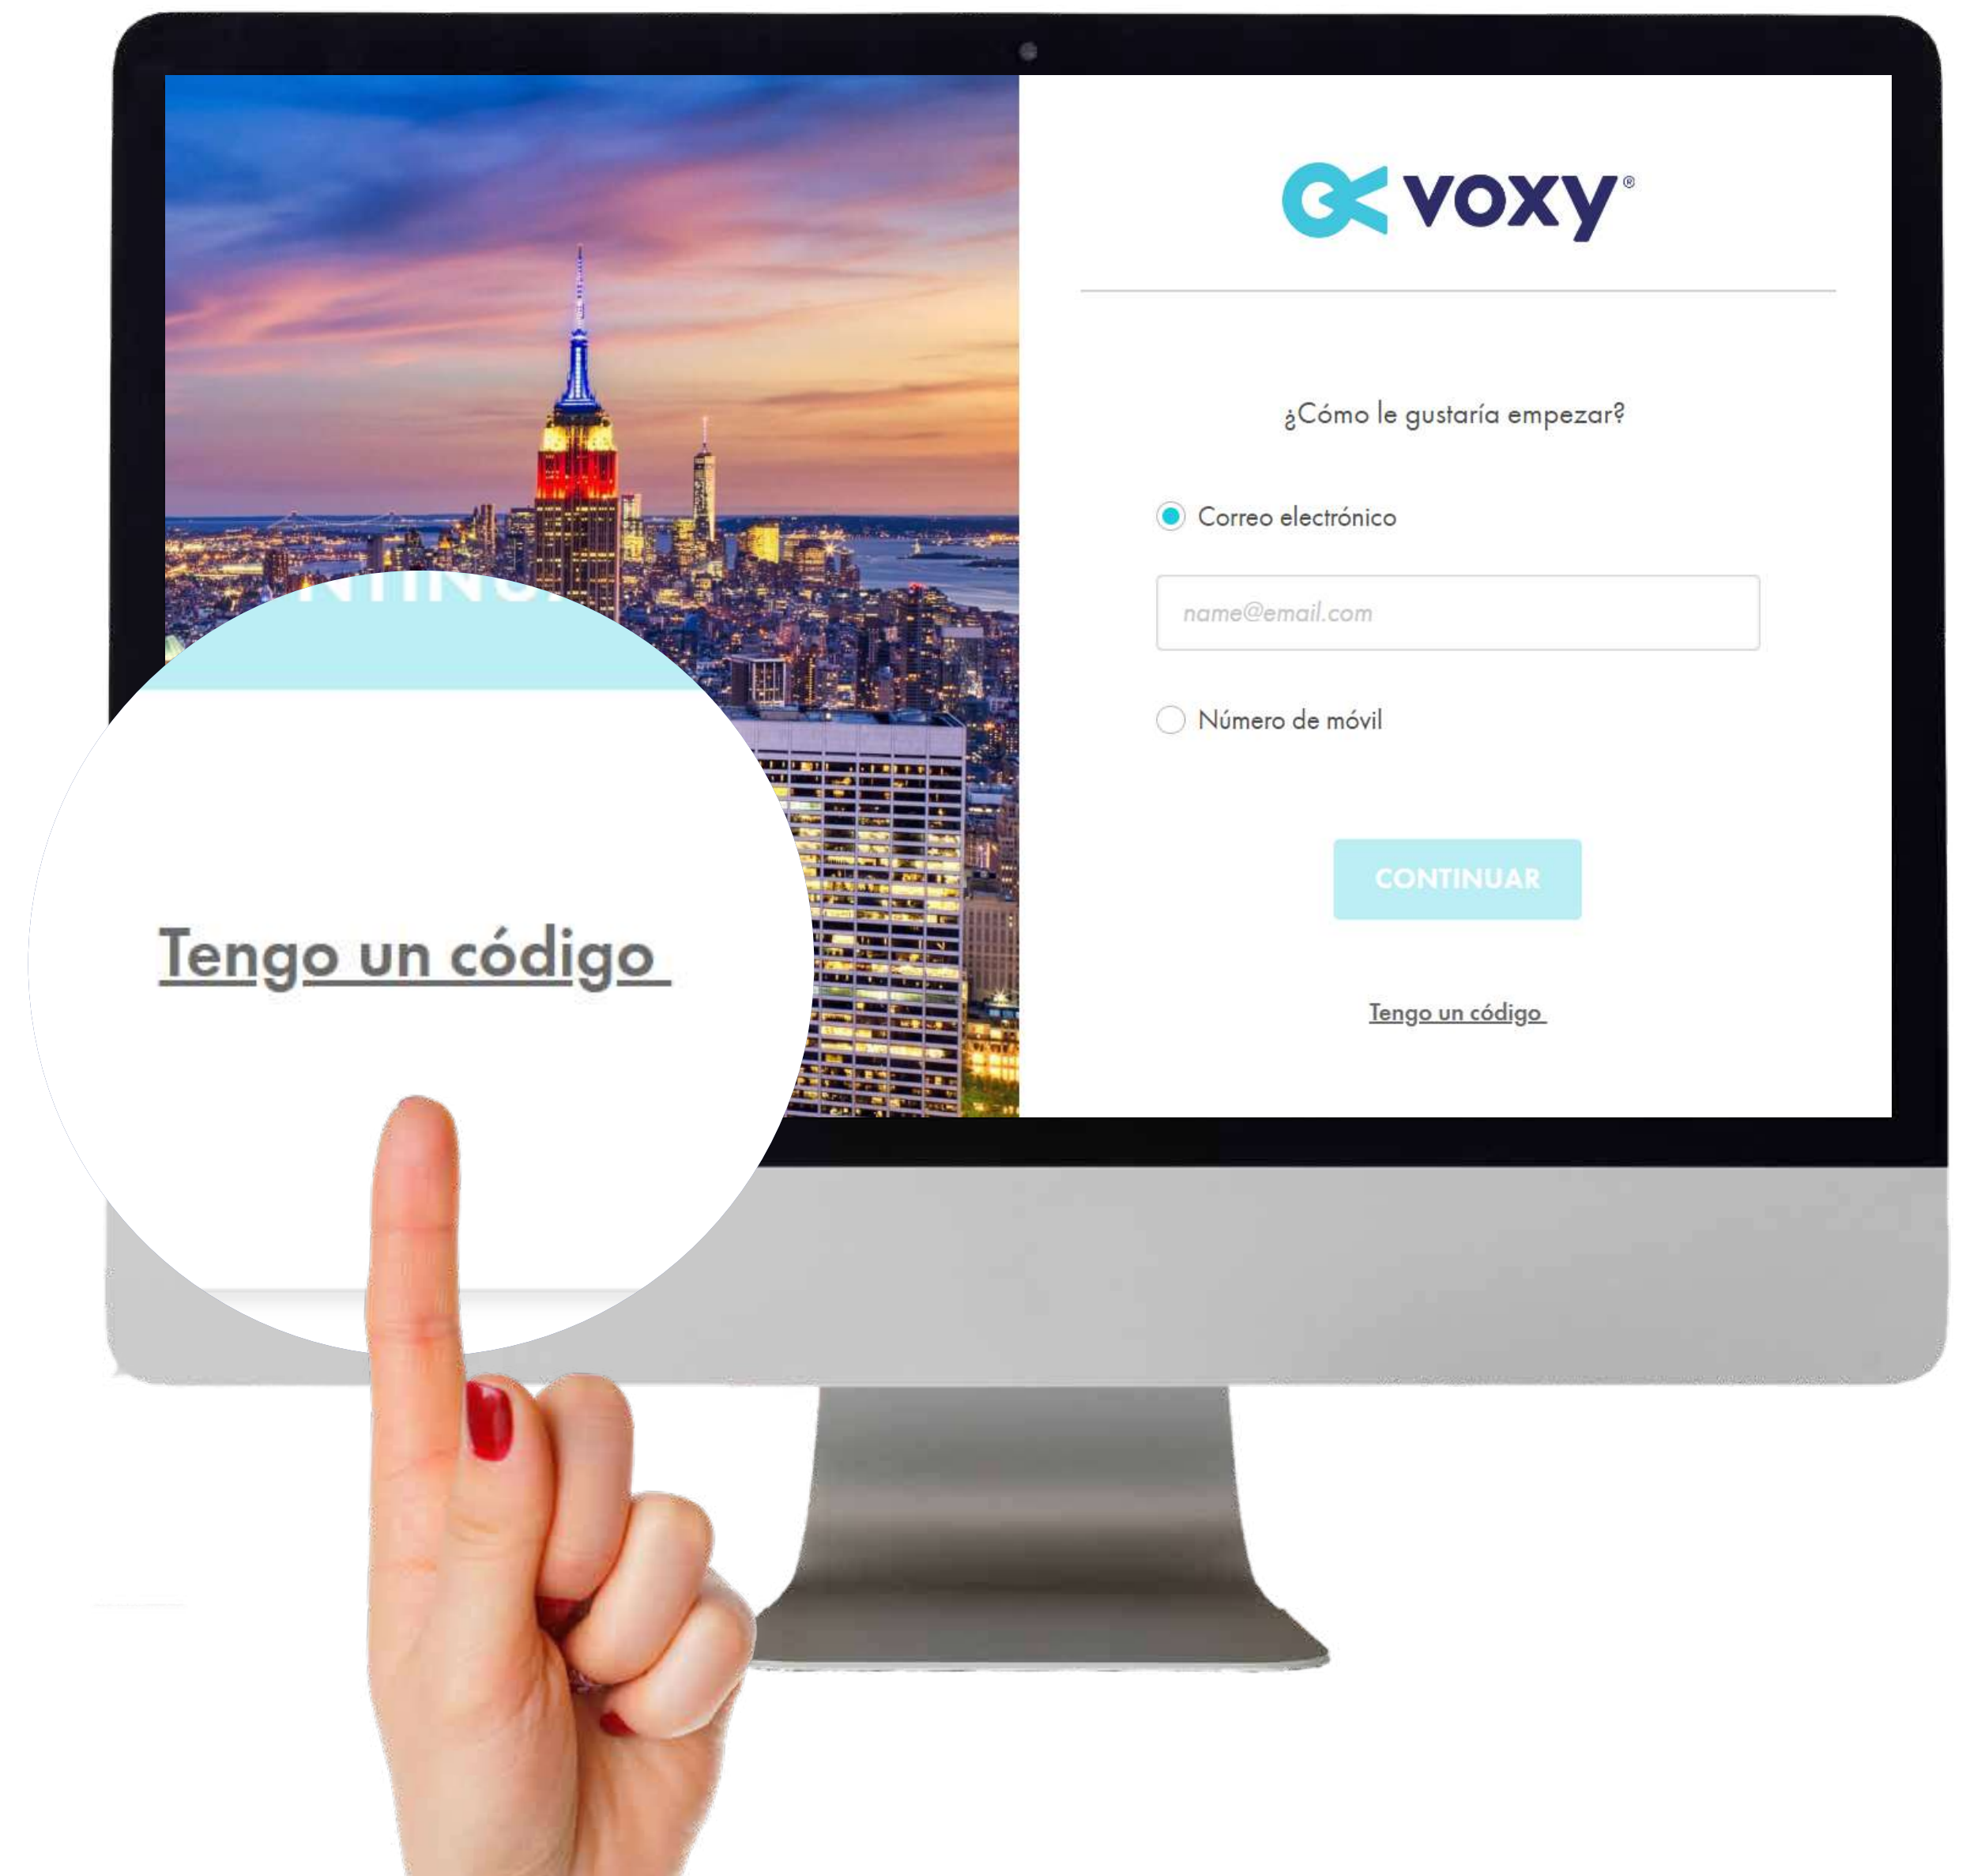 voxy®
¿Cómo le gustaría empezar?
Correo electrónico
name@email.com
Número de móvil
CONTINUAR
Tengo un código
NTINU
Tengo un código